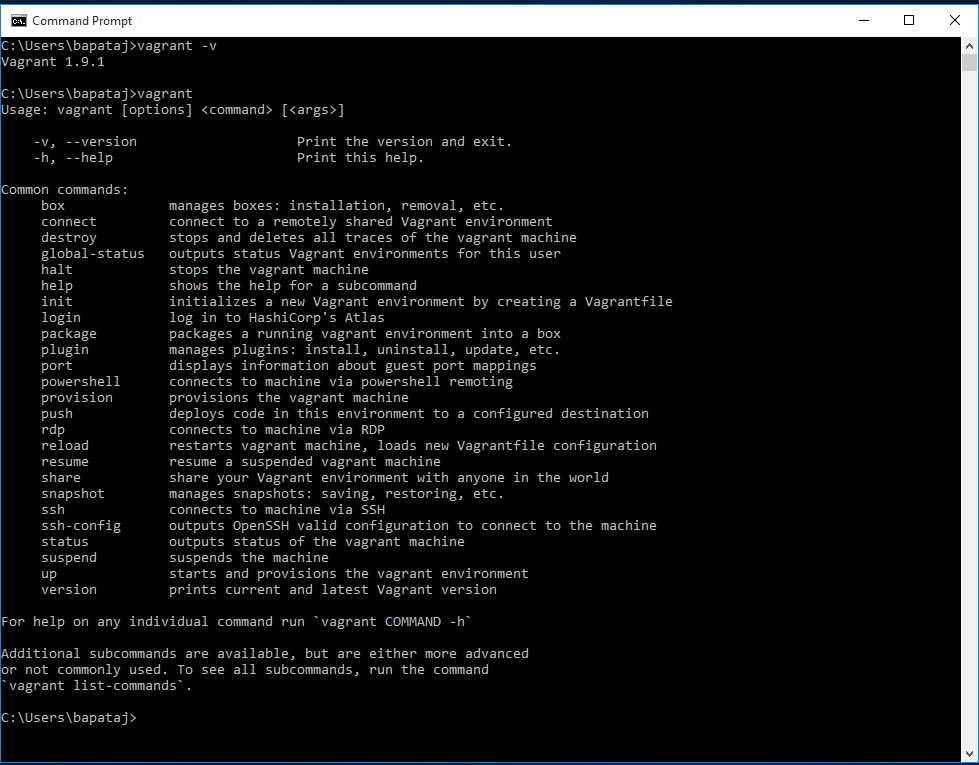 Command Prompt
C:\Users\bapataj>vagrant -v
Vagrant 1.9.1
C:\Users\bapataj>vagrant
Usage: vagrant [options] <command> [<args>]
-v, --version                    Print the version and exit.
-h, --help                       Print this help.
Common commands:
box             manages boxes: installation, removal, etc.
connect         connect to a remotely shared Vagrant environment
destroy         stops and deletes all traces of the vagrant machine
global-status   outputs status Vagrant environments for this user
halt            stops the vagrant machine
help            shows the help for a subcommand
init            initializes a new Vagrant environment by creating a Vagrantfile
login           log in to HashiCorp's Atlas
package         packages a running vagrant environment into a box
plugin          manages plugins: install, uninstall, update, etc.
port            displays information about guest port mappings
powershell      connects to machine via powershell remoting
provision       provisions the vagrant machine
push            deploys code in this environment to a configured destination
rdp             connects to machine via RDP
reload          restarts vagrant machine, loads new Vagrantfile configuration
resume          resume a suspended vagrant machine
share           share your Vagrant environment with anyone in the world
snapshot        manages snapshots: saving, restoring, etc.
ssh             connects to machine via SSH
ssh-config      outputs OpenSSH valid configuration to connect to the machine
status          outputs status of the vagrant machine
suspend         suspends the machine
up              starts and provisions the vagrant environment
version         prints current and latest Vagrant version
For help on any individual command run `vagrant COMMAND -h`
Additional subcommands are available, but are either more advanced
or not commonly used. To see all subcommands, run the command
`vagrant list-commands`.
C:\Users\bapataj>